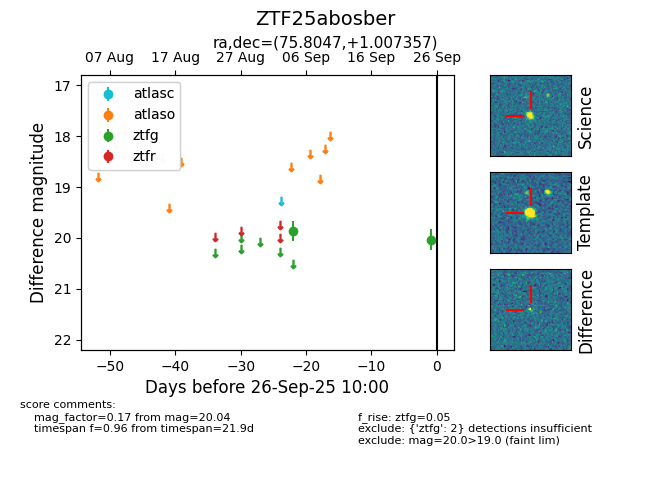 ZTF25abosber
ra,dec=(75.8047,+1.007357)
07 Aug 17 Aug 27 Aug 06 Sep 16 Sep 26 Sep
17
18
19
20
21
22
Difference magnitude
atlasc
atlaso
ztfg
ztfr
−50 −40 −30 −20 −10 0
Days before 26-Sep-25 10:00
Science
Template
Difference
score comments:
mag_factor=0.17 from mag=20.04
timespan f=0.96 from timespan=21.9d
f_rise: ztfg=0.05
exclude: {'ztfg': 2} detections insufficient
exclude: mag=20.0>19.0 (faint lim)